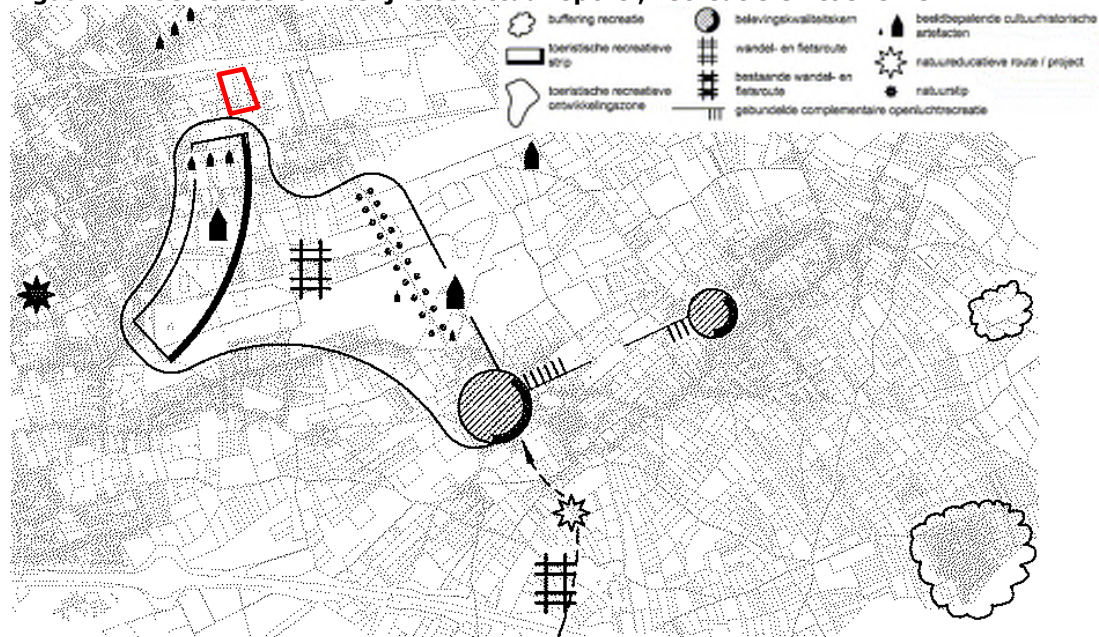 buffering recreatie
toeristische recreatieve
strip
toeristische recreatieve
ontwikkelingszone
belevingskwaliteitskern
wandel- en fietsroute
bestaande wandel- en
fietsroute
gebundelde complementaire openluchtrecreatie
beeldbepalende cultuurhistorische
artefacten
natuureducatieve route / project
natuurstip